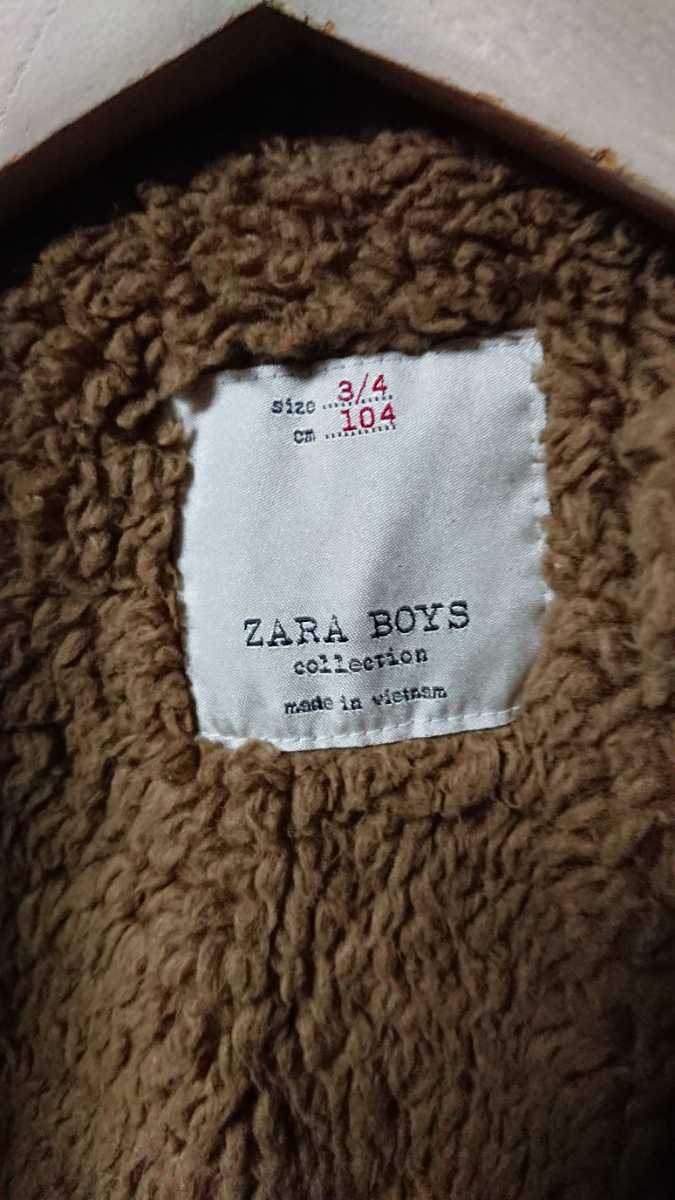 size 3/4
cm 104
ZARA BOYS
collection
made in vietnam